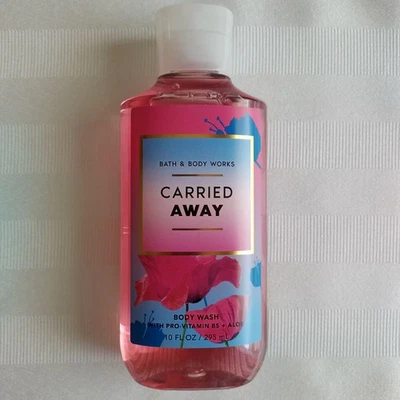 BATH & BODY WORKS
CARRIED
AWAY
BODY WASH
WITH PRO-VITAMIN B5 + ALOE
10 FL OZ / 295 mL